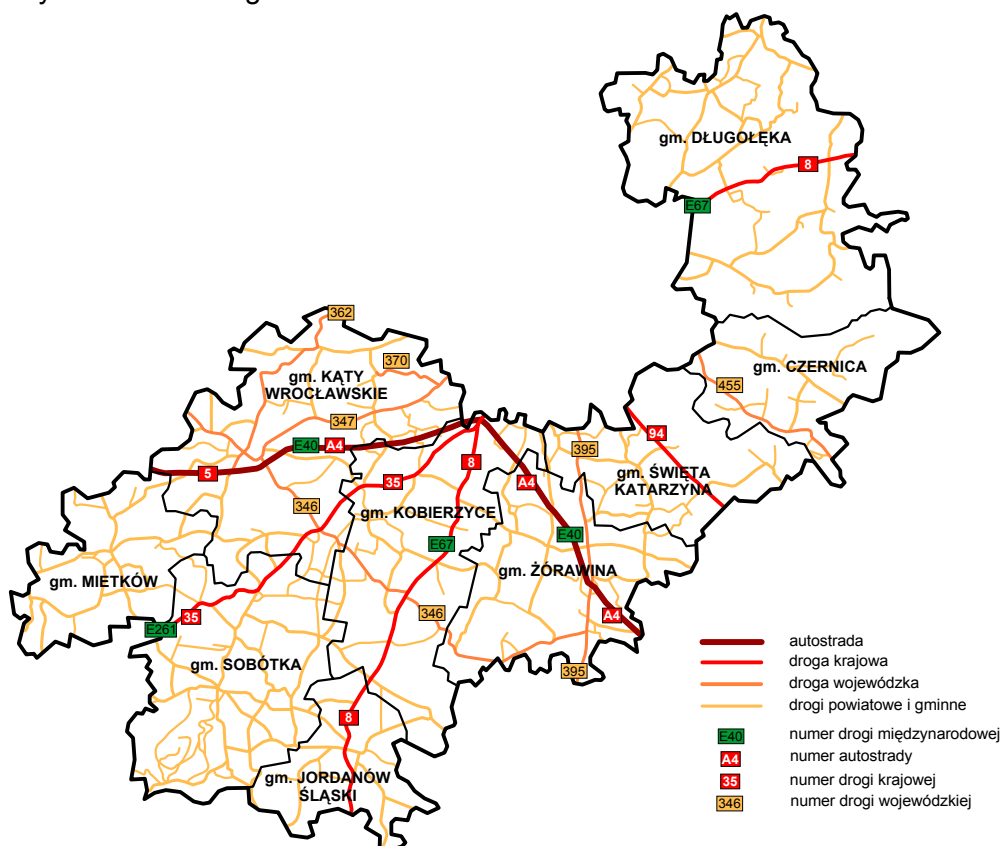 gm. DŁUGOŁĘKA
8
E67
362
370
gm. KĄTY
WROCŁAWSKIE
gm. CZERNICA
455
347
E40
A4
94
395
5
8
gm. ŚWIĘTA
KATARZYNA
35
A4
346
gm. KOBIERZYCE
E40
E67
gm. MIETKÓW
gm. ŻÓRAWINA
346
A4
35
E261
gm. SOBÓTKA
395
8
gm. JORDANÓW
ŚLĄSKI
autostrada
droga krajowa
droga wojewódzka
drogi powiatowe i gminne
E40 numer drogi międzynarodowej
A4 numer autostrady
35 numer drogi krajowej
346 numer drogi wojewódzkiej